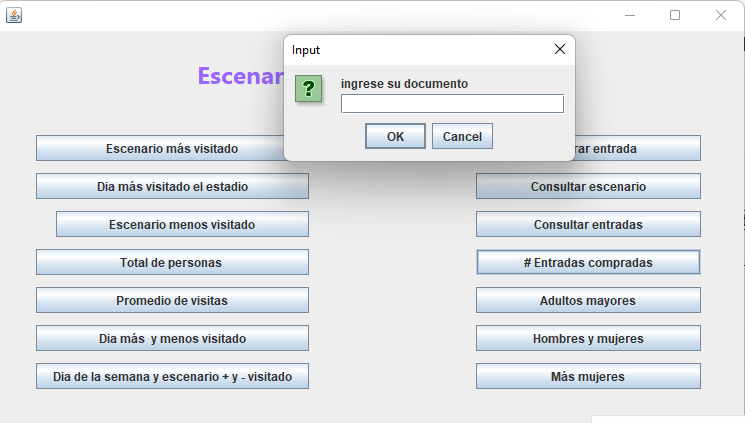 Input
Escenar
?
ingrese su documento
OK
Cancel
Escenario más visitado
rar entrada
Dia más visitado el estadio
Consultar escenario
Escenario menos visitado
Consultar entradas
Total de personas
# Entradas compradas
Promedio de visitas
Adultos mayores
Dia más y menos visitado
Hombres y mujeres
Dia de la semana y escenario + y - visitado
Más mujeres